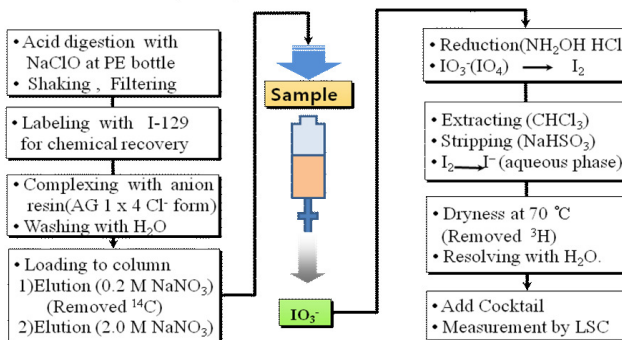 • Acid digestion with
NaClO at PE bottle
• Shaking , Filtering
• Labeling with I-129
for chemical recovery
• Complexing with anion
resin(AG 1 x 4 Cl⁻ form)
• Washing with H₂O
• Loading to column
1)Elution (0.2 M NaNO₃)
(Removed ¹⁴C)
2)Elution (2.0 M NaNO₃)
Sample
IO₃⁻
• Reduction(NH₂OH HCl
• IO₃⁻(IO₄) → I₂
• Extracting (CHCl₃)
• Stripping (NaHSO₃)
• I₂ → I⁻ (aqueous phase)
• Dryness at 70 ℃
(Removed ³H)
• Resolving with H₂O.
• Add Cocktail
• Measurement by LSC